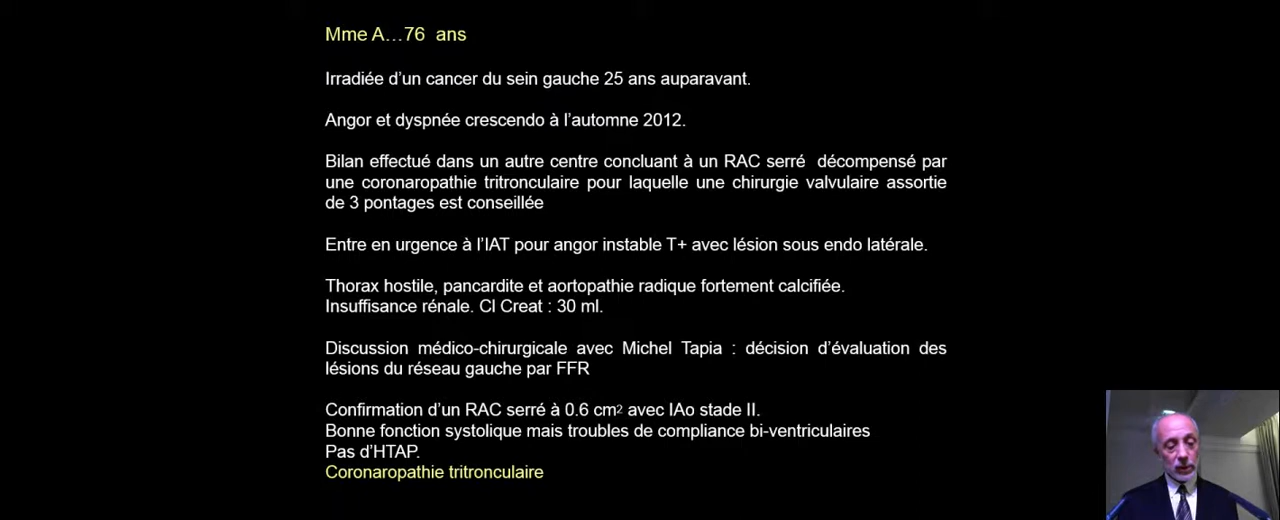 Mme A…76 ans
Irradiée d’un cancer du sein gauche 25 ans auparavant.
Angor et dyspnée crescendo à l’automne 2012.
Bilan effectué dans un autre centre concluant à un RAC serré décompensé par
une coronaropathie tritronculaire pour laquelle une chirurgie valvulaire assortie
de 3 pontages est conseillée
Entre en urgence à l’IAT pour angor instable T+ avec lésion sous endo latérale.
Thorax hostile, pancardite et aortopathie radique fortement calcifiée.
Insuffisance rénale. Cl Creat : 30 ml.
Discussion médico-chirurgicale avec Michel Tapia : décision d’évaluation des
lésions du réseau gauche par FFR
Confirmation d’un RAC serré à 0.6 cm2 avec IAo stade II.
Bonne fonction systolique mais troubles de compliance bi-ventriculaires
Pas d’HTAP.
Coronaropathie tritronculaire